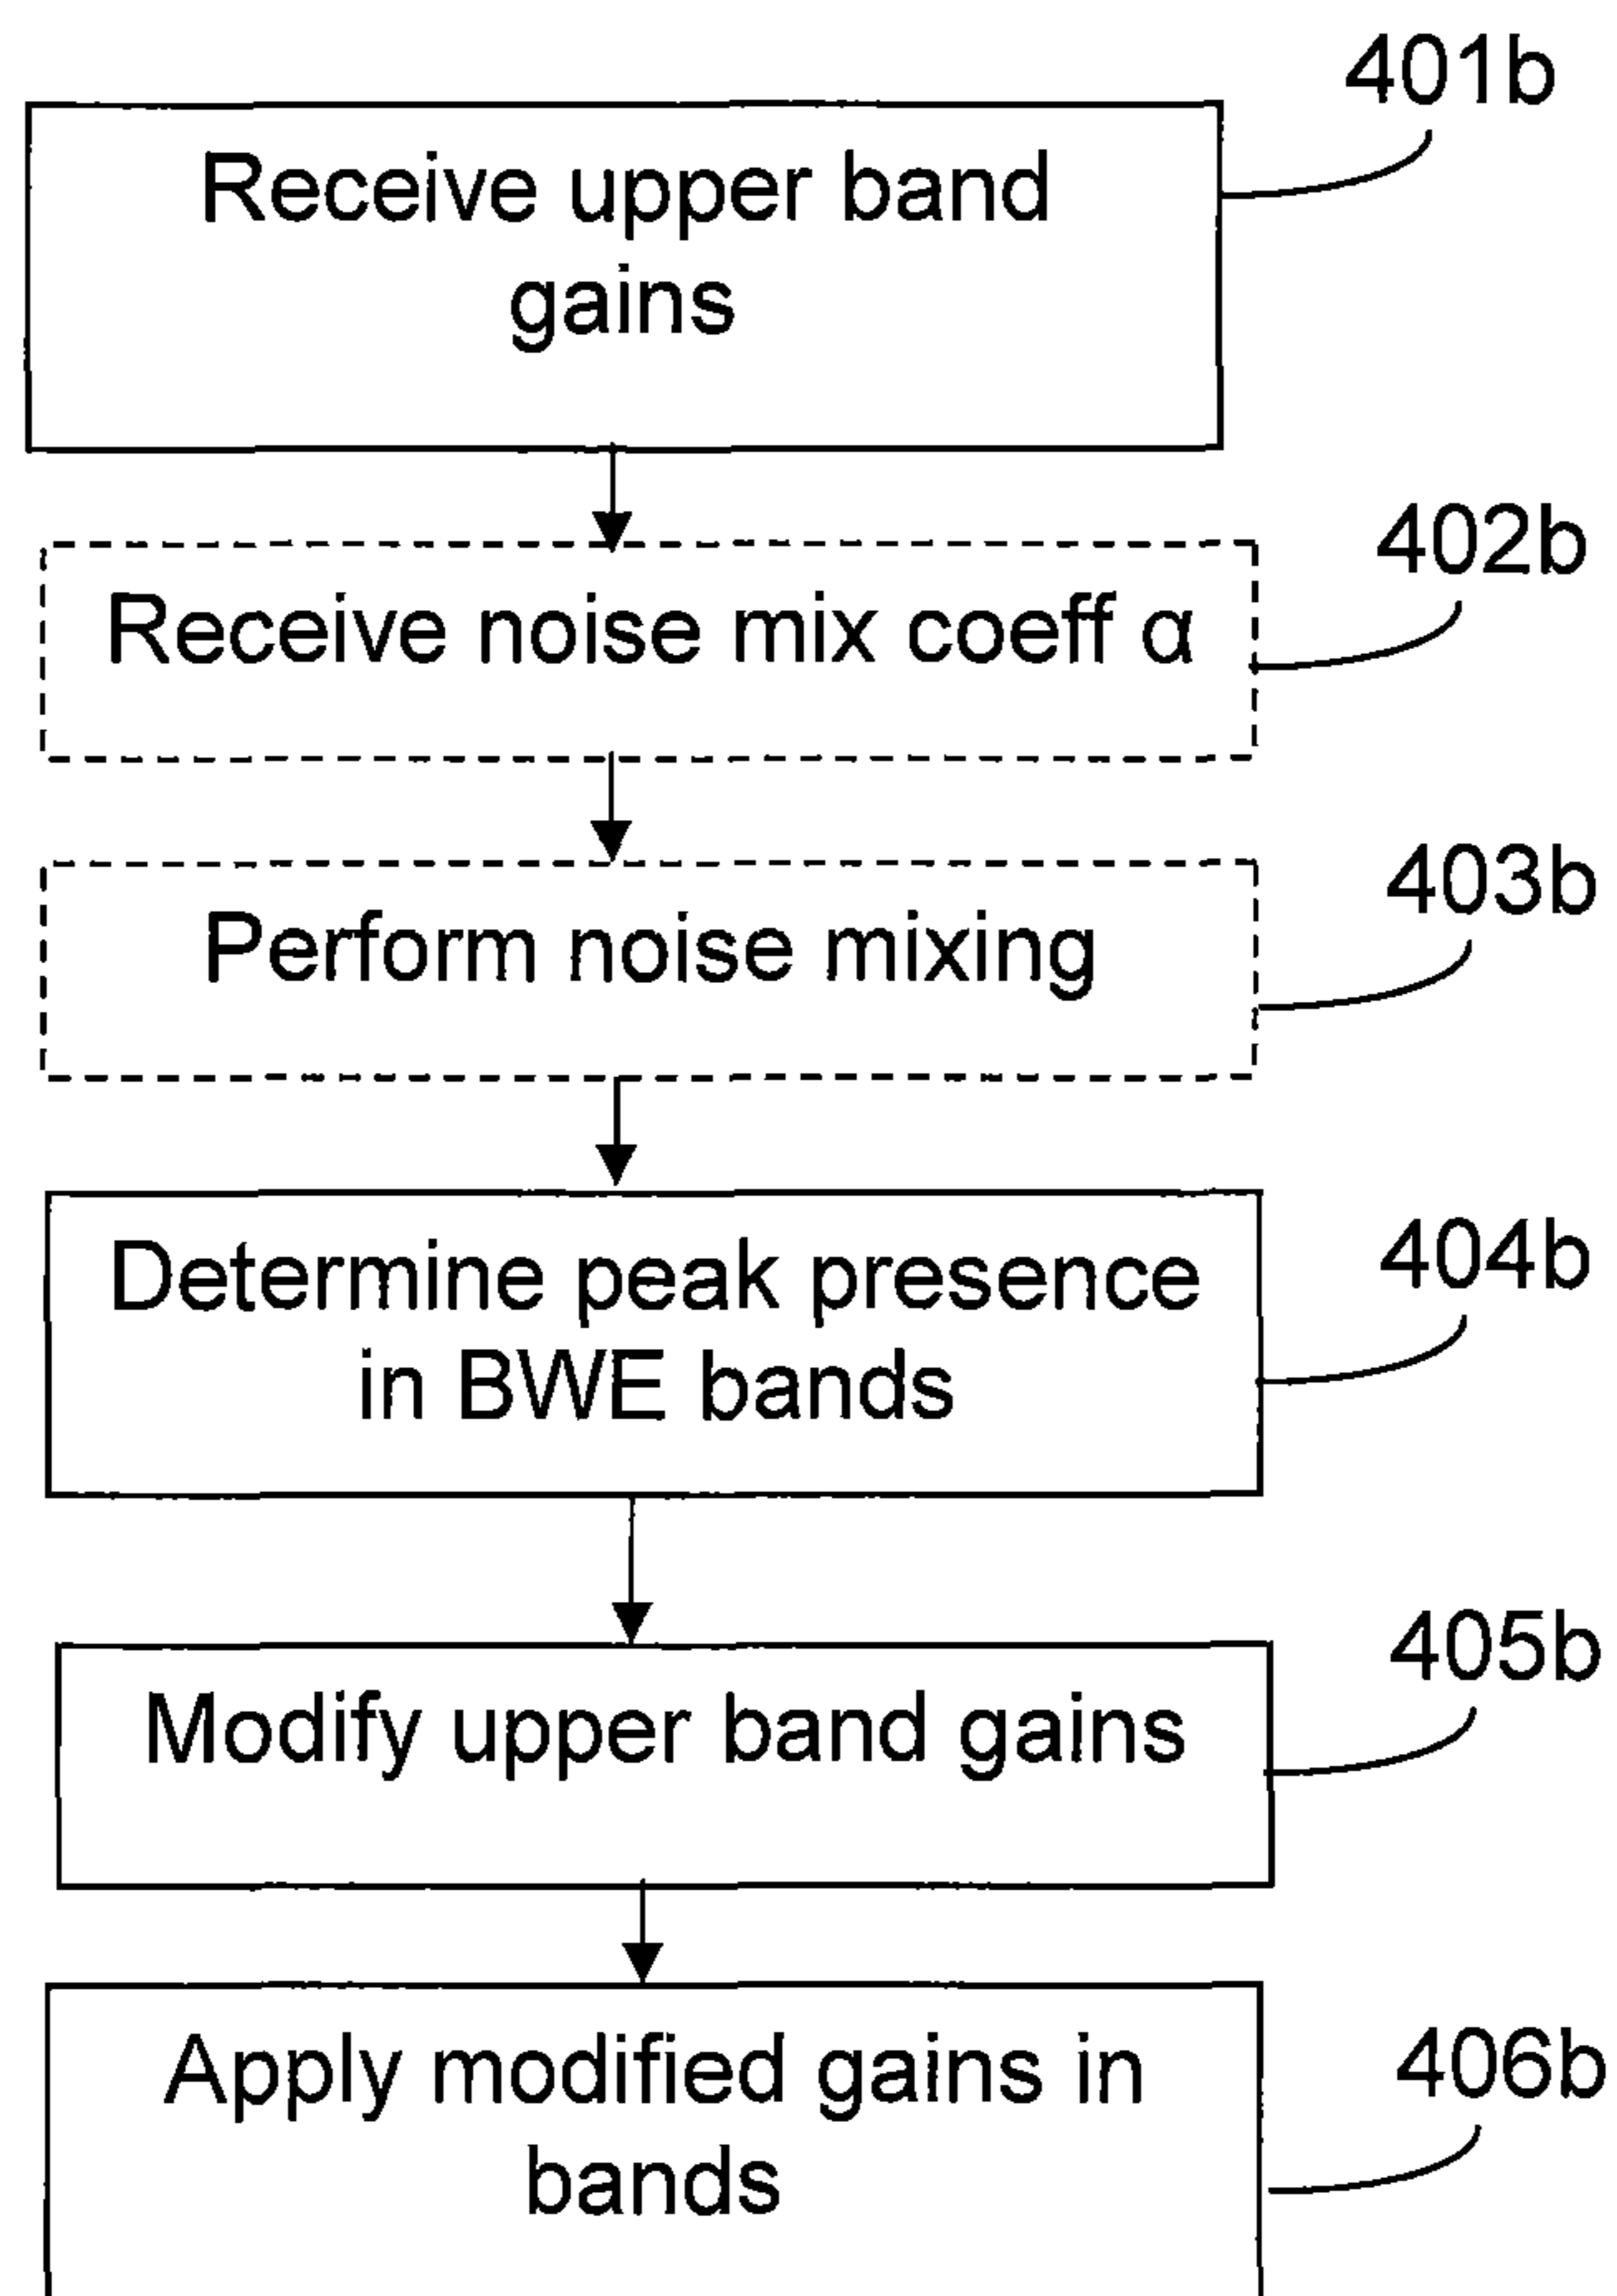 401b
Receive upper band
gains
402b
Receive noise mix coeff α
403b
Perform noise mixing
404b
Determine peak presence
in BWE bands
405b
Modify upper band gains
406b
Apply modified gains in
bands